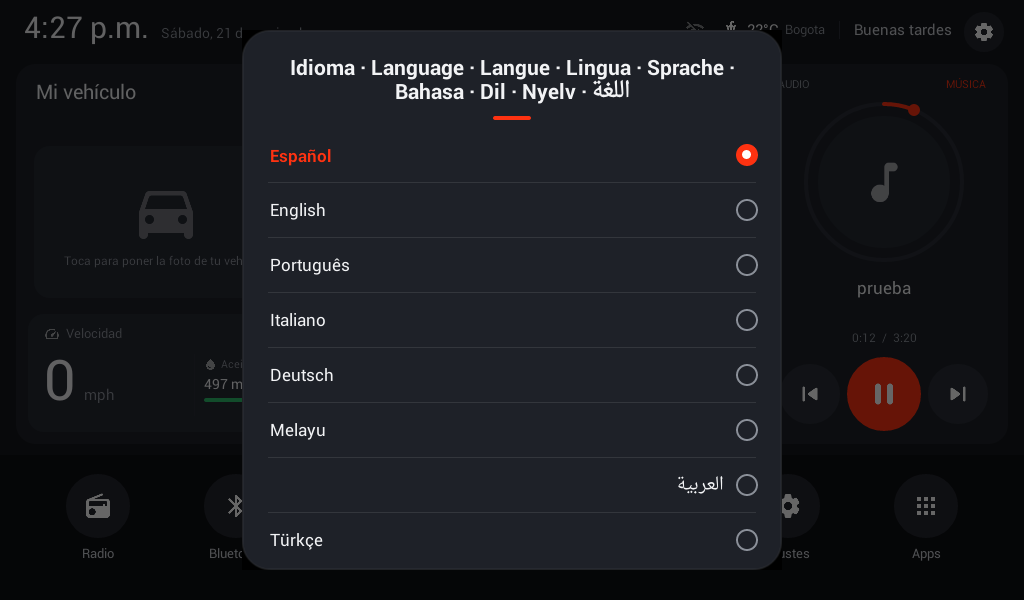 4:27 p.m.
Sábado, 21 d
22°C
Bogota
Buenas tardes
Idioma · Language · Langue · Lingua · Sprache ·
Bahasa · Dil · Nyelv · اللغة
Mi vehículo
MÚSICA
Español
English
Português
Toca para poner la foto de tu veh
prueba
Italiano
Velocidad
0:12 / 3:20
Acei
Deutsch
497 m
0 mph
Melayu
العربية
Türkçe
Radio
Blueto
ustes
Apps